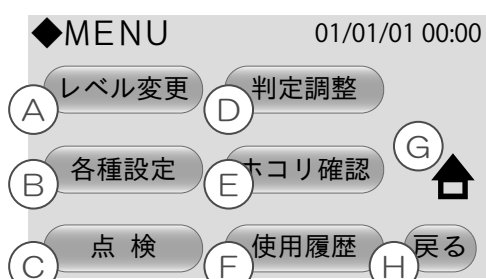 ◆MENU 01/01/01 00:00
A レベル変更 D 判定調整
B 各種設定 E ホコリ確認 G
C 点 検 F 使用履歴 H 戻る